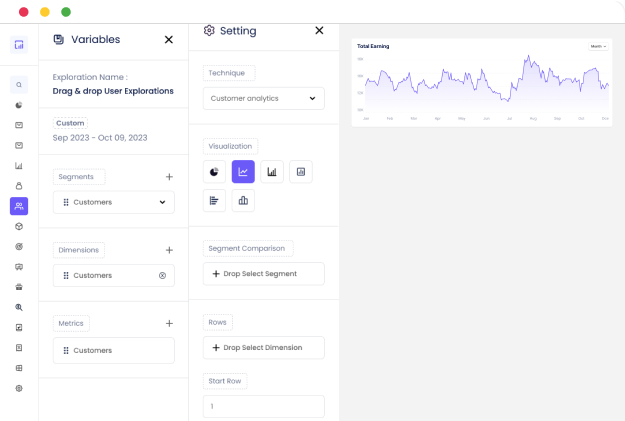 Variables
Exploration Name :
Drag & drop User Explorations
Custom
Sep 2023 - Oct 09, 2023
Segments
Customers
Dimensions
Customers
Metrics
Customers
Setting
Technique
Customer analytics
Visualization
Segment Comparison
Drop Select Segment
Rows
Drop Select Dimension
Start Row
1
Total Earning
Month
Jan Feb Mar Apr May Jun Jul Aug Sep Oct Dec